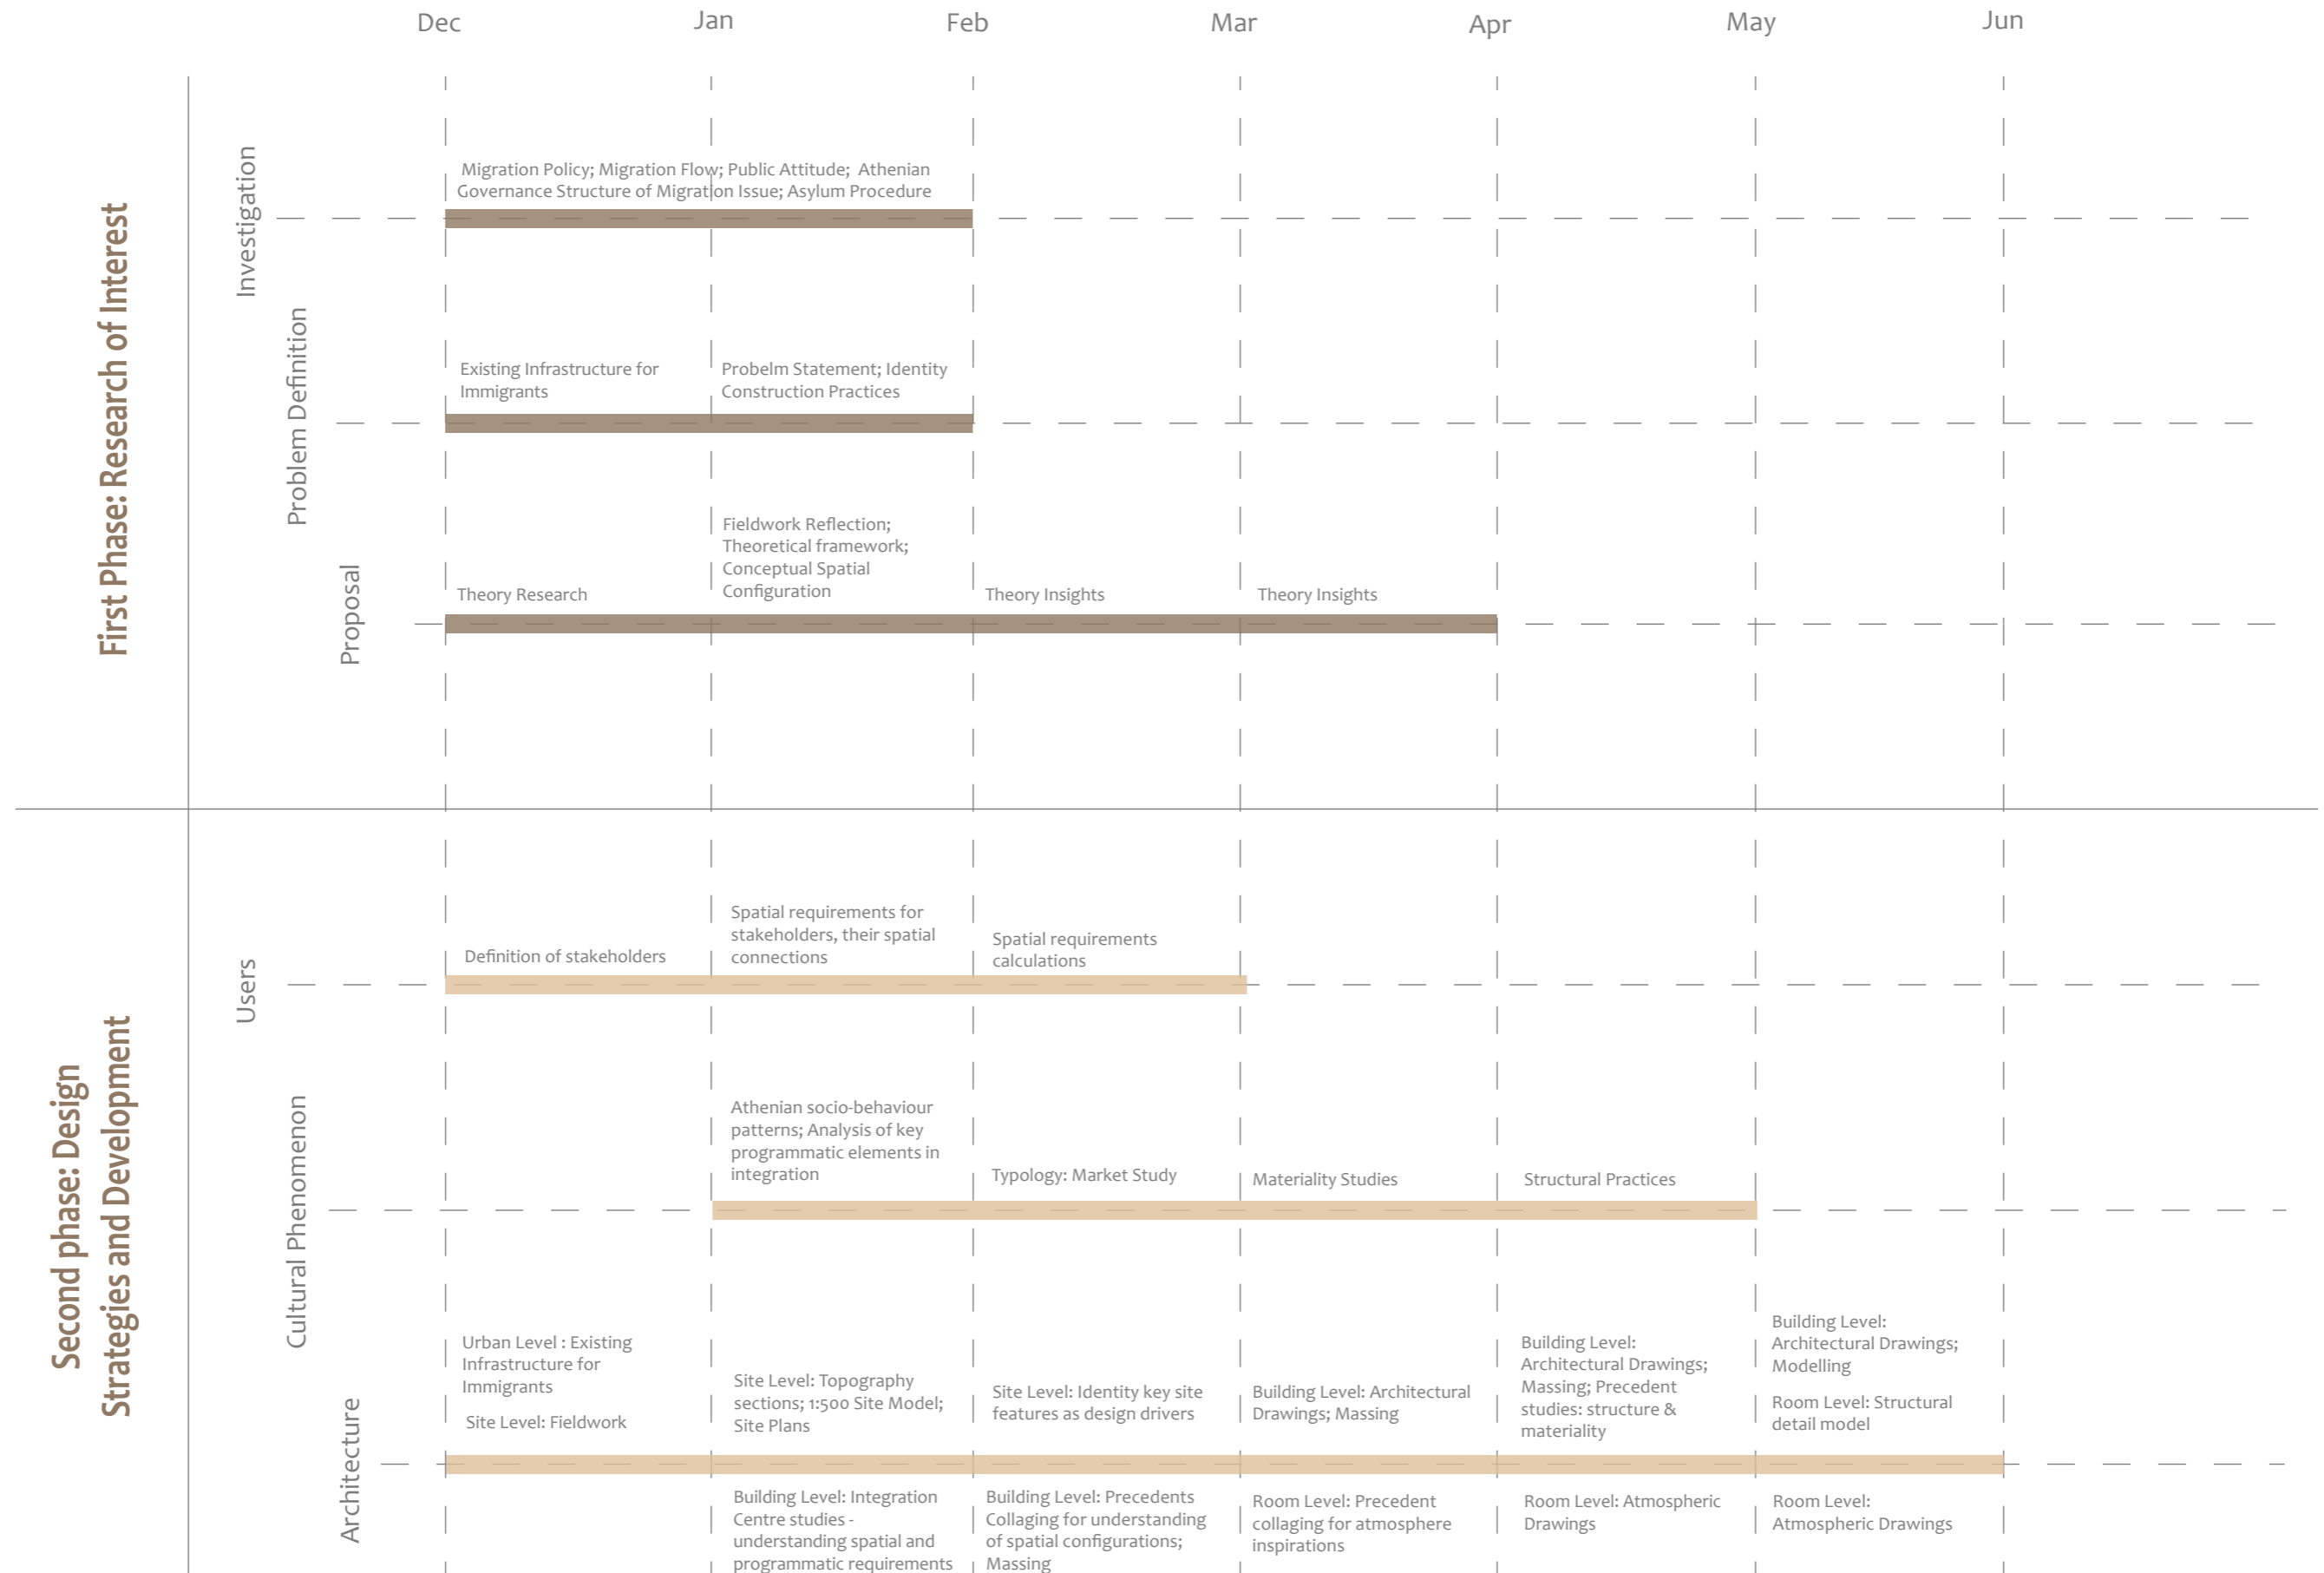 Dec
Jan
Feb
Mar
Apr
May
Jun
First Phase: Research of Interest
Investigation
Migration Policy; Migration Flow; Public Attitude; Athenian
Governance Structure of Migration Issue; Asylum Procedure
Problem Definition
Existing Infrastructure for
Immigrants
Probelm Statement; Identity
Construction Practices
Proposal
Theory Research
Fieldwork Reflection;
Theoretical framework;
Conceptual Spatial
Configuration
Theory Insights
Theory Insights
Second phase: Design
Strategies and Development
Users
Definition of stakeholders
Spatial requirements for
stakeholders, their spatial
connections
Spatial requirements
calculations
Cultural Phenomenon
Athenian socio-behaviour
patterns; Analysis of key
programmatic elements in
integration
Typology: Market Study
Materiality Studies
Structural Practices
Architecture
Urban Level : Existing
Infrastructure for
Immigrants
Site Level: Fieldwork
Site Level: Topography
sections; 1:500 Site Model;
Site Plans
Site Level: Identity key site
features as design drivers
Building Level: Architectural
Drawings; Massing
Building Level:
Architectural Drawings;
Massing; Precedent
studies: structure &
materiality
Building Level:
Architectural Drawings;
Modelling
Room Level: Structural
detail model
Building Level: Integration
Centre studies -
understanding spatial and
programmatic requirements
Building Level: Precedents
Collaging for understanding
of spatial configurations;
Massing
Room Level: Precedent
collaging for atmosphere
inspirations
Room Level: Atmospheric
Drawings
Room Level:
Atmospheric Drawings